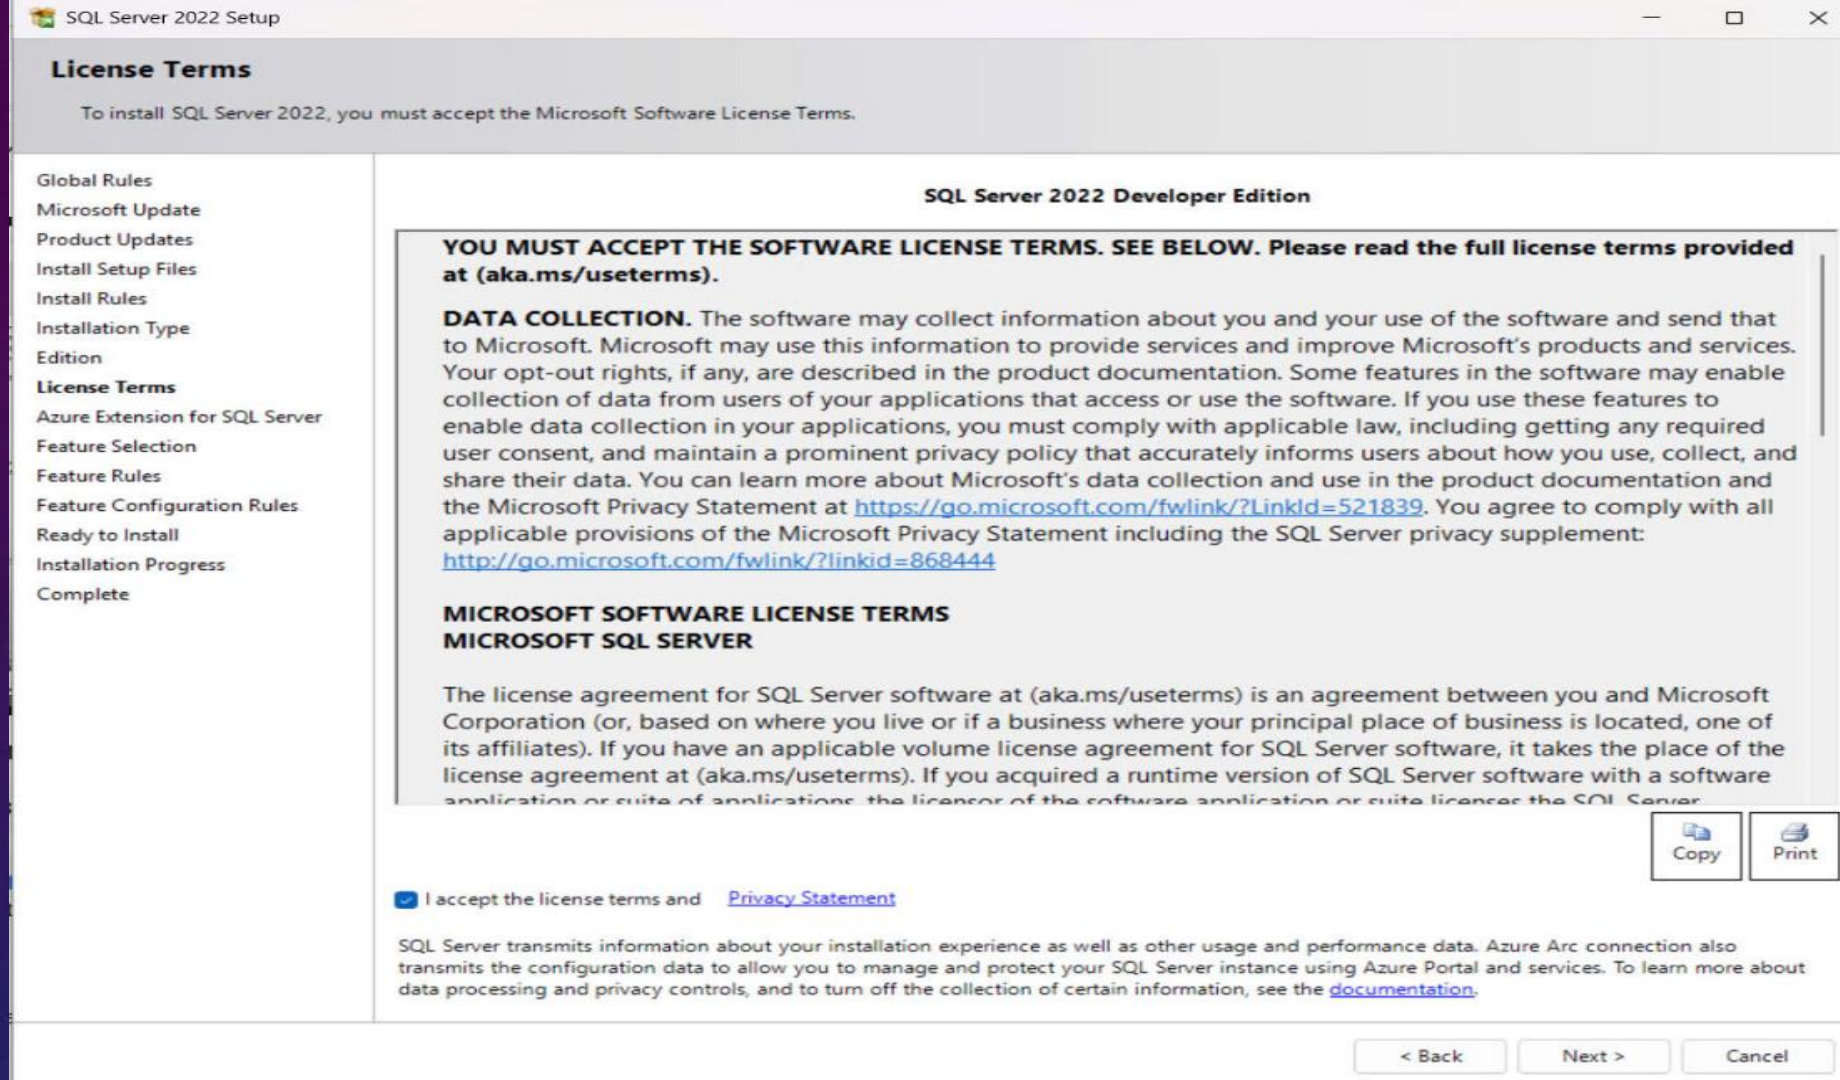 SQL Server 2022 Setup
License Terms
To install SQL Server 2022, you must accept the Microsoft Software License Terms.
Global Rules
Microsoft Update
Product Updates
Install Setup Files
Install Rules
Installation Type
Edition
License Terms
Azure Extension for SQL Server
Feature Selection
Feature Rules
Feature Configuration Rules
Ready to Install
Installation Progress
Complete
SQL Server 2022 Developer Edition
YOU MUST ACCEPT THE SOFTWARE LICENSE TERMS. SEE BELOW. Please read the full license terms provided
at (aka.ms/useterms).
DATA COLLECTION. The software may collect information about you and your use of the software and send that
to Microsoft. Microsoft may use this information to provide services and improve Microsoft's products and services.
Your opt-out rights, if any, are described in the product documentation. Some features in the software may enable
collection of data from users of your applications that access or use the software. If you use these features to
enable data collection in your applications, you must comply with applicable law, including getting any required
user consent, and maintain a prominent privacy policy that accurately informs users about how you use, collect, and
share their data. You can learn more about Microsoft's data collection and use in the product documentation and
the Microsoft Privacy Statement at https://go.microsoft.com/fwlink/?LinkId=521839. You agree to comply with all
applicable provisions of the Microsoft Privacy Statement including the SQL Server privacy supplement:
http://go.microsoft.com/fwlink/?linkid=868444
MICROSOFT SOFTWARE LICENSE TERMS
MICROSOFT SQL SERVER
The license agreement for SQL Server software at (aka.ms/useterms) is an agreement between you and Microsoft
Corporation (or, based on where you live or if a business where your principal place of business is located, one of
its affiliates). If you have an applicable volume license agreement for SQL Server software, it takes the place of the
license agreement at (aka.ms/useterms). If you acquired a runtime version of SQL Server software with a software
application or suite of applications, the licensor of the software application or suite licenses the SQL Server
Copy
Print
I accept the license terms and Privacy Statement
SQL Server transmits information about your installation experience as well as other usage and performance data. Azure Arc connection also
transmits the configuration data to allow you to manage and protect your SQL Server instance using Azure Portal and services. To learn more about
data processing and privacy controls, and to turn off the collection of certain information, see the documentation.
< Back
Next >
Cancel